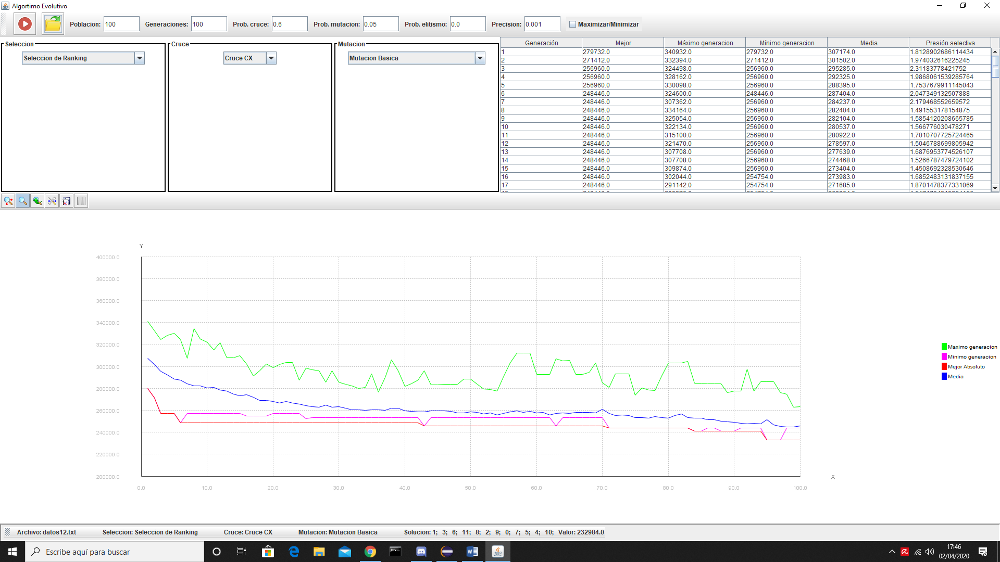 Algortimo Evolutivo
Poblacion: 100 Generaciones: 100 Prob. cruce: 0.6 Prob. mutacion: 0.05 Prob. elitismo: 0.0 Precision: 0.001 Maximizar/Minimizar
Seleccion
Seleccion de Ranking
Cruce
Cruce CX
Mutacion
Mutacion Basica
Generación Mejor Máximo generacion Mínimo generacion Media Presión selectiva
1 279732.0 340932.0 279732.0 307174.0 1.8128902686114434
2 271412.0 332394.0 271412.0 301502.0 1.974032616225245
3 256960.0 324498.0 256960.0 295285.0 2.31183778421752
4 256960.0 328162.0 256960.0 292325.0 1.9868061539285764
5 256960.0 330098.0 256960.0 288395.0 1.7537679911145043
6 248446.0 324600.0 248446.0 287404.0 2.047349132507888
7 248446.0 307362.0 256960.0 284237.0 2.179468552659572
8 248446.0 334164.0 256960.0 282404.0 1.491553178154875
9 248446.0 325054.0 256960.0 282104.0 1.5854120208665785
10 248446.0 322134.0 256960.0 280537.0 1.566776030478271
11 248446.0 315100.0 256960.0 280922.0 1.7010707725724465
12 248446.0 321470.0 256960.0 278597.0 1.5046788699805942
13 248446.0 307708.0 256960.0 277639.0 1.6876953774526107
14 248446.0 307708.0 256960.0 274468.0 1.5266787479724102
15 248446.0 309874.0 256960.0 273404.0 1.4508692328530646
16 248446.0 302044.0 254754.0 273983.0 1.6852483131837155
17 248446.0 291142.0 254754.0 271685.0 1.8701478377331069
Y
400000.0
380000.0
360000.0
340000.0
320000.0
300000.0
280000.0
260000.0
240000.0
220000.0
200000.0
X
0.0 10.0 20.0 30.0 40.0 50.0 60.0 70.0 80.0 90.0 100.0
Maximo generacion
Minimo generacion
Mejor Absoluto
Media
Archivo: datos12.txt Seleccion: Seleccion de Ranking Cruce: Cruce CX Mutacion: Mutacion Basica Solucion: 1; 3; 6; 11; 8; 2; 9; 0; 7; 5; 4; 10; Valor: 232984.0
Escribe aquí para buscar
17:46
02/04/2020